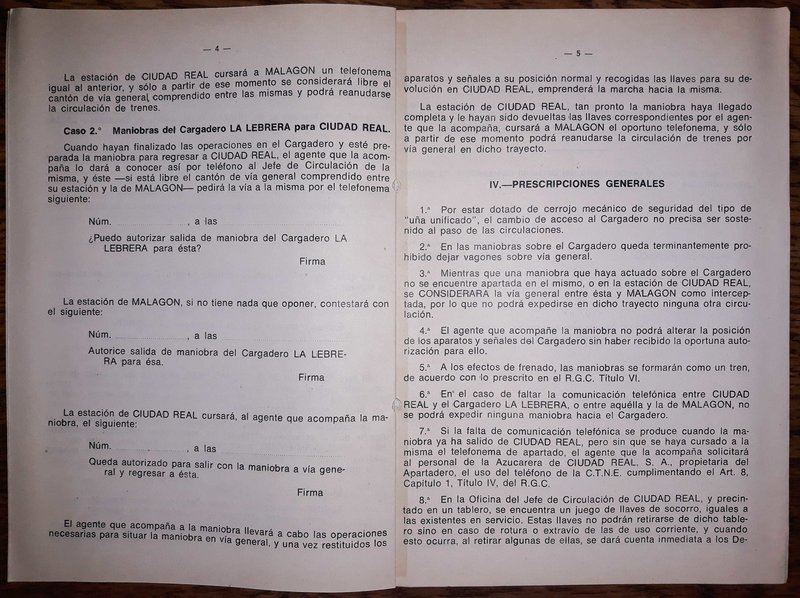 — 4 —
La estación de CIUDAD REAL cursará a MALAGON un telefonema
igual al anterior, y sólo a partir de ese momento se considerará libre el
cantón de vía general, comprendido entre las mismas y podrá reanudarse
la circulación de trenes.
Caso 2.º Maniobras del Cargadero LA LEBRERA para CIUDAD REAL.
Cuando hayan finalizado las operaciones en el Cargadero y esté pre-
parada la maniobra para regresar a CIUDAD REAL, el agente que la acom-
paña lo dará a conocer así por teléfono al Jefe de Circulación de la
misma, y éste —si está libre el cantón de vía general comprendido entre
su estación y la de MALAGON— pedirá la vía a la misma por el telefonema
siguiente:
Núm. , a las
¿Puedo autorizar salida de maniobra del Cargadero LA
LEBRERA para ésta?
Firma
La estación de MALAGON, si no tiene nada que oponer, contestará con
el siguiente:
Núm. , a las
Autorice salida de maniobra del Cargadero LA LEBRE-
RA para ésa.
Firma
La estación de CIUDAD REAL cursará, al agente que acompaña la ma-
niobra, el siguiente:
Núm. , a las
Queda autorizado para salir con la maniobra a vía gene-
ral y regresar a ésta.
Firma
El agente que acompaña a la maniobra llevará a cabo las operaciones
necesarias para situar la maniobra en vía general, y una vez restituidos los
— 5 —
aparatos y señales a su posición normal y recogidas las llaves para su de-
volución en CIUDAD REAL, emprenderá la marcha hacia la misma.
La estación de CIUDAD REAL, tan pronto la maniobra haya llegado
completa y le hayan sido devueltas las llaves correspondientes por el agen-
te que la acompaña, cursará a MALAGON el oportuno telefonema, y sólo
a partir de ese momento podrá reanudarse la circulación de trenes por
vía general en dicho trayecto.
IV.—PRESCRIPCIONES GENERALES
1.ª Por estar dotado de cerrojo mecánico de seguridad del tipo de
"uña unificado", el cambio de acceso al Cargadero no precisa ser soste-
nido al paso de las circulaciones.
2.ª En las maniobras sobre el Cargadero queda terminantemente pro-
hibido dejar vagones sobre vía general.
3.ª Mientras que una maniobra que haya actuado sobre el Cargadero
no se encuentre apartada en el mismo, o en la estación de CIUDAD REAL,
se CONSIDERARA la vía general entre ésta y MALAGON como intercep-
tada, por lo que no podrá expedirse en dicho trayecto ninguna otra circu-
lación.
4.ª El agente que acompañe la maniobra no podrá alterar la posición
de los aparatos y señales del Cargadero sin haber recibido la oportuna auto-
rización para ello.
5.ª A los efectos de frenado, las maniobras se formarán como un tren,
de acuerdo con lo prescrito en el R.G.C. Título VI.
6.ª En el caso de faltar la comunicación telefónica entre CIUDAD
REAL y el Cargadero LA LEBRERA, o entre aquélla y la de MALAGON, no
se podrá expedir ninguna maniobra hacia el Cargadero.
7.ª Si la falta de comunicación telefónica se produce cuando la ma-
niobra ya ha salido de CIUDAD REAL, pero sin que se haya cursado a la
misma el telefonema de apartado, el agente que la acompaña solicitará
al personal de la Azucarera de CIUDAD REAL, S. A., propietaria del
Apartadero, el uso del teléfono de la C.T.N.E. cumplimentando el Art. 8,
Capítulo 1, Título IV, del R.G.C.
8.ª En la Oficina del Jefe de Circulación de CIUDAD REAL, y precin-
tado en un tablero, se encuentra un juego de llaves de socorro, iguales a
las existentes en servicio. Estas llaves no podrán retirarse de dicho table-
ro sino en caso de rotura o extravío de las de uso corriente, y cuando
esto ocurra, al retirar algunas de ellas, se dará cuenta inmediata a los De-